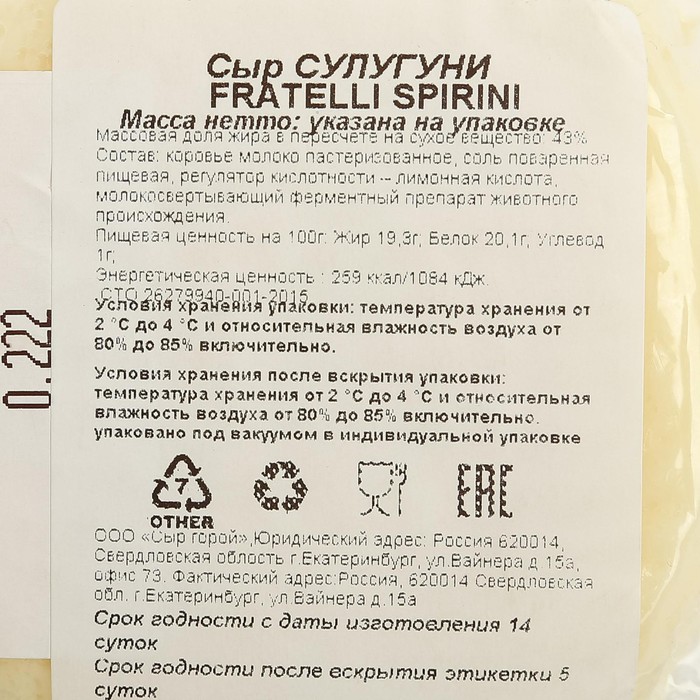 Сыр СУЛУГУНИ
FRATELLI SPIRINI
Масса нетто: указана на упаковке
Массовая доля жира в пересчете на сухое вещество: 43%
Состав: коровье молоко пастеризованное, соль поваренная
пищевая, регулятор кислотности – лимонная кислота,
молокосвертывающий ферментный препарат животного
происхождения.
Пищевая ценность на 100г: Жир 19,3г; Белок 20,1г, Углевод
1г;
Энергетическая ценность : 259 ккал/1084 кДж.
СТО 26279940-001-2015
Условия хранения упаковки: температура хранения от
2 °С до 4 °С и относительная влажность воздуха от
80% до 85% включительно.
Условия хранения после вскрытия упаковки:
температура хранения от 2 °С до 4 °С и относительная
влажность воздуха от 80% до 85% включительно.
упаковано под вакуумом в индивидуальной упаковке
7
OTHER
EAC
ООО «Сыр горой»,Юридический адрес: Россия 620014,
Свердловская область г.Екатеринбург, ул.Вайнера д.15а,
офис 73. Фактический адрес:Россия, 620014 Свердловская
обл. г.Екатеринбург, ул.Вайнера д.15а
Срок годности с даты изготовления 14
суток
Срок годности после вскрытия этикетки 5
суток
0.222